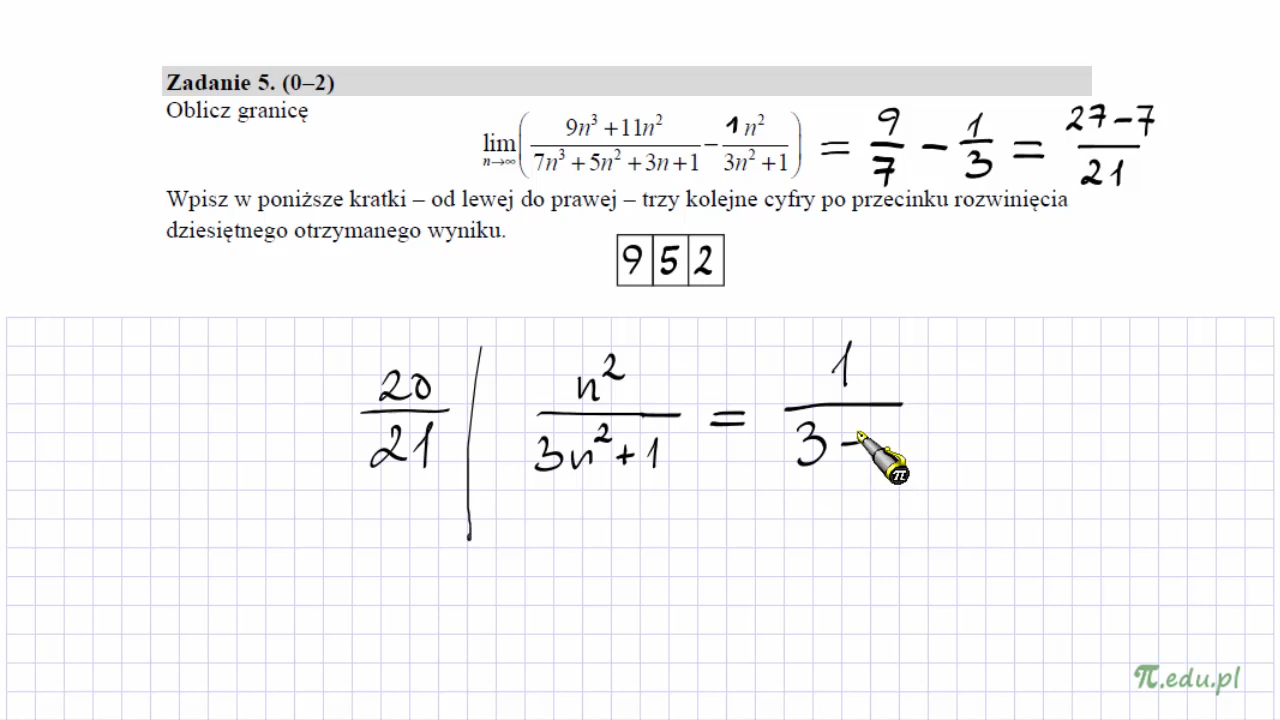 Zadanie 5. (0–2)
Oblicz granicę
lim n→∞ ( (9n³ + 11n²)/(7n³ + 5n² + 3n + 1) − 1n²/(3n² + 1) ) = 9/7 − 1/3 = (27 − 7)/21
Wpisz w poniższe kratki – od lewej do prawej – trzy kolejne cyfry po przecinku rozwinięcia
dziesiętnego otrzymanego wyniku.
9 5 2
20/21 | n²/(3n² + 1) = 1/(3 −
π
π.edu.pl